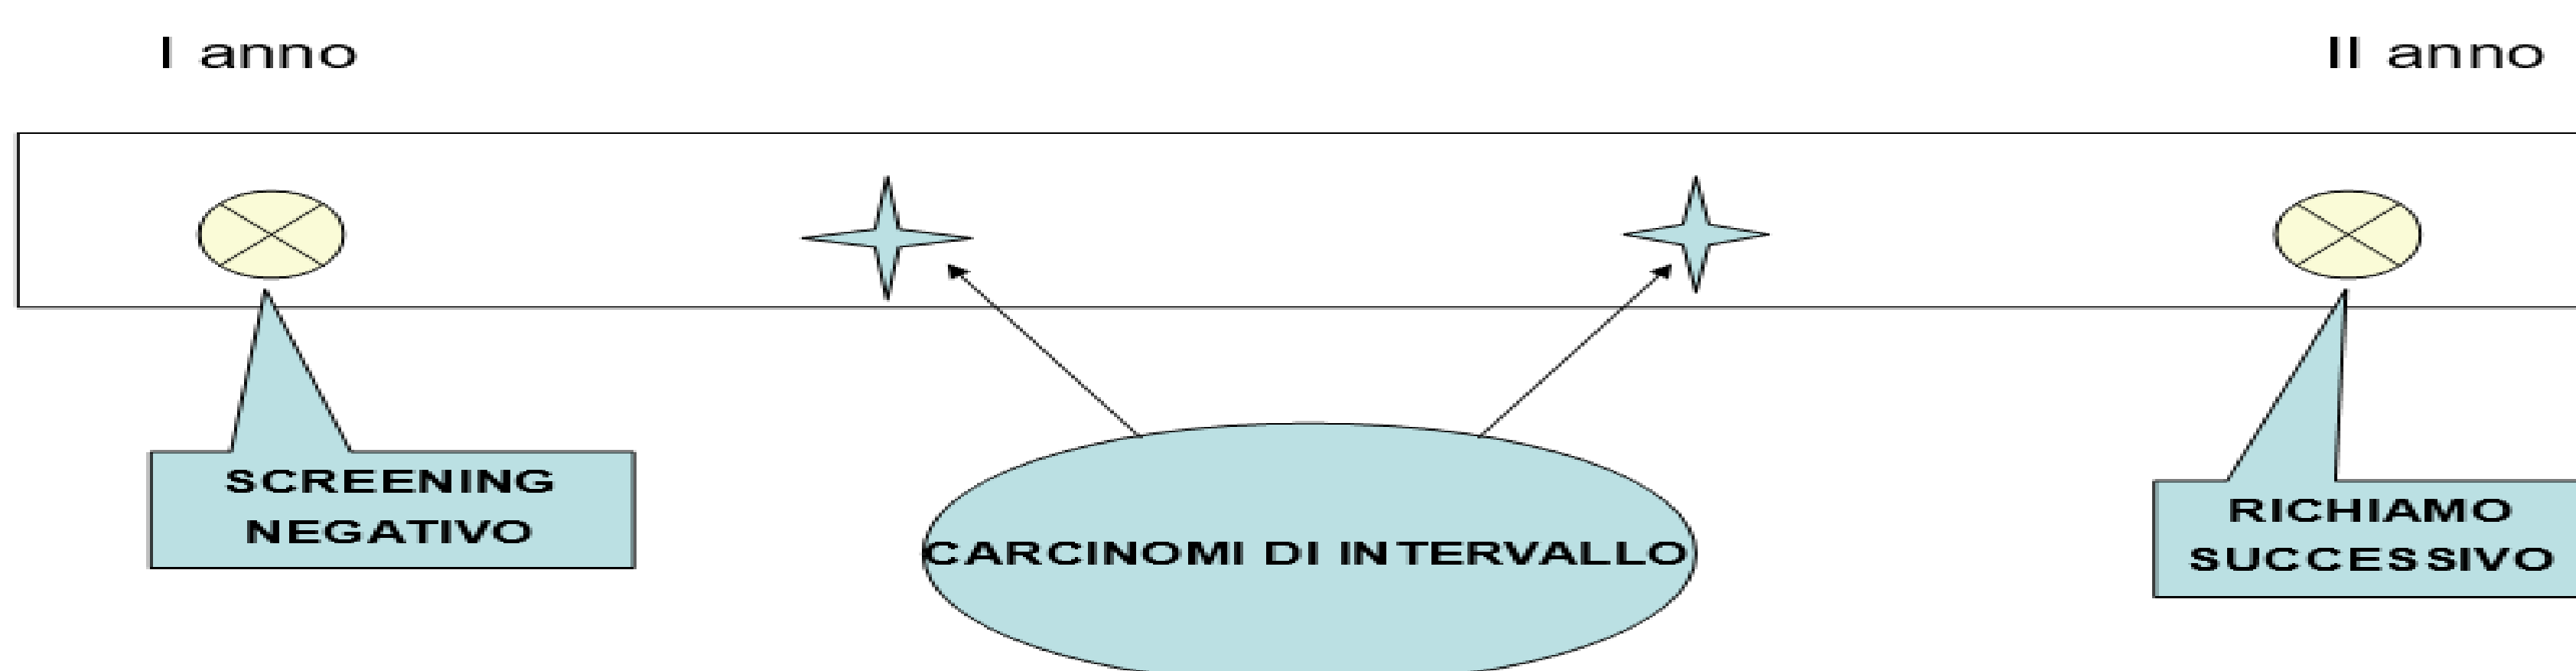 I anno
II anno
SCREENING
NEGATIVO
CARCINOMI DI INTERVALLO
RICHIAMO
SUCCESSIVO